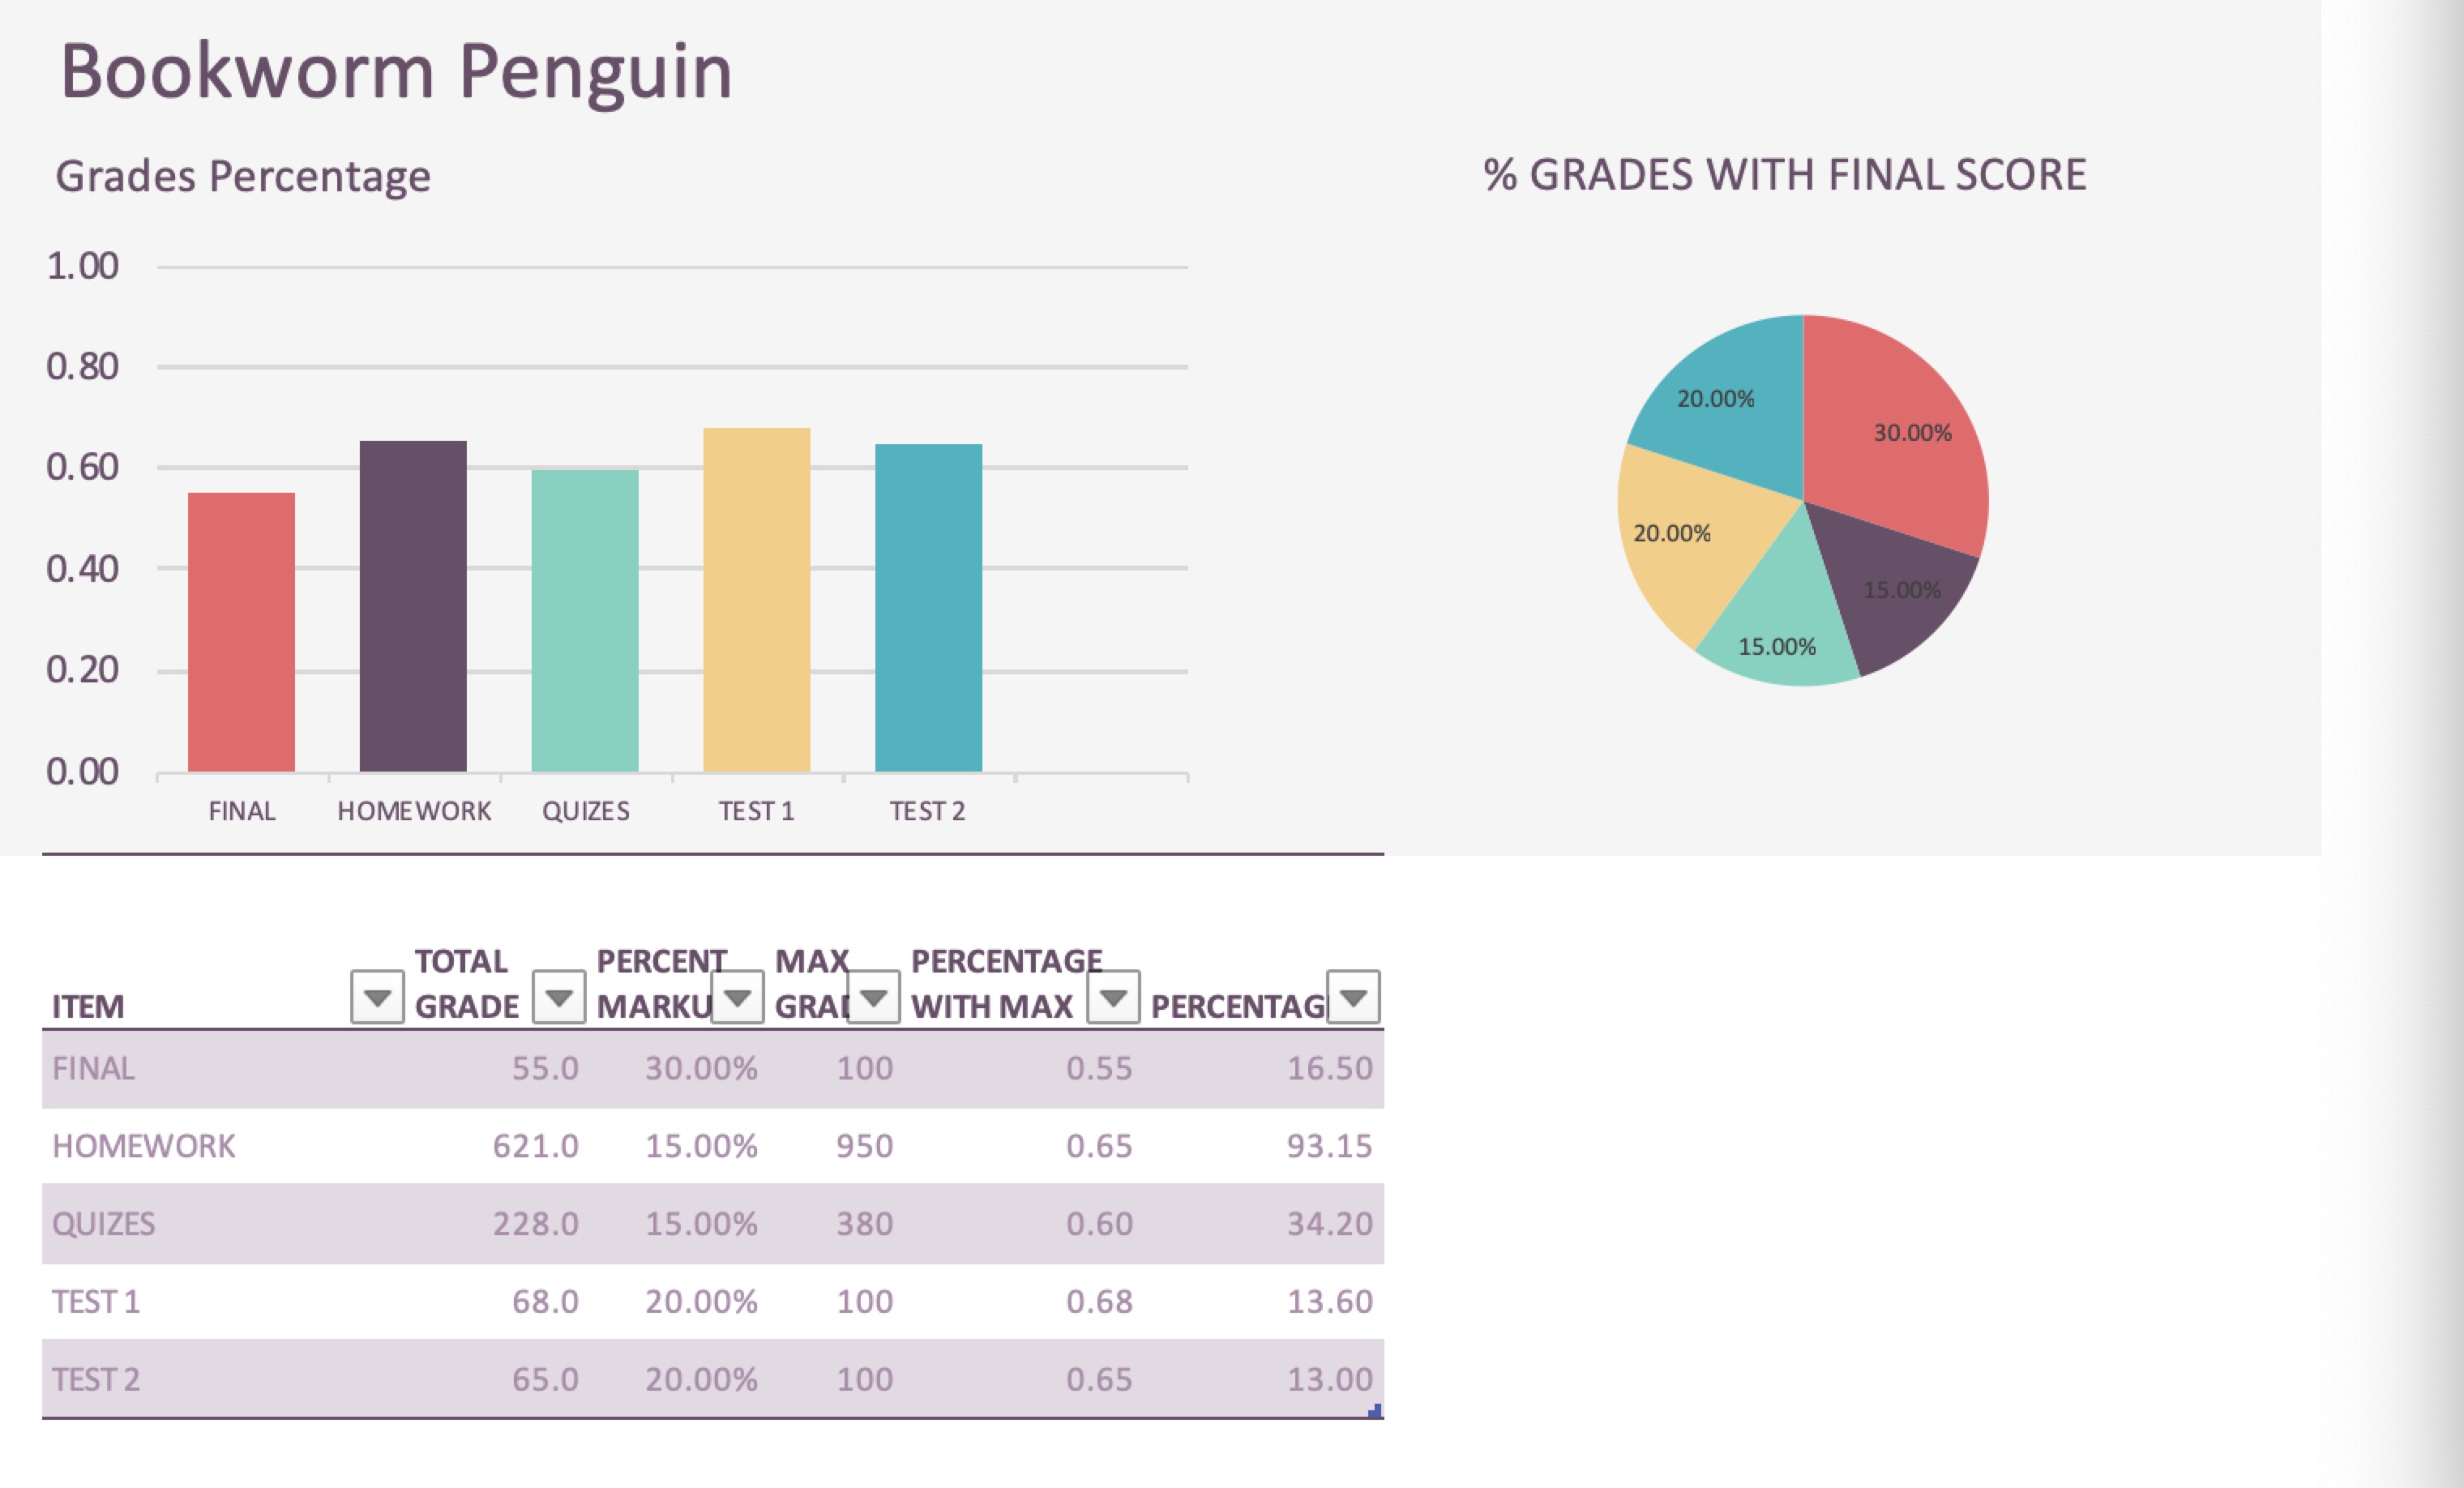 Bookworm Penguin
Grades Percentage
% GRADES WITH FINAL SCORE
1.00
0.80
0.60
0.40
0.20
0.00
FINAL HOMEWORK QUIZES TEST 1 TEST 2
20.00%
30.00%
20.00%
15.00%
15.00%
ITEM TOTAL GRADE PERCENT MARKU MAX GRAD PERCENTAGE WITH MAX PERCENTAG
FINAL 55.0 30.00% 100 0.55 16.50
HOMEWORK 621.0 15.00% 950 0.65 93.15
QUIZES 228.0 15.00% 380 0.60 34.20
TEST 1 68.0 20.00% 100 0.68 13.60
TEST 2 65.0 20.00% 100 0.65 13.00